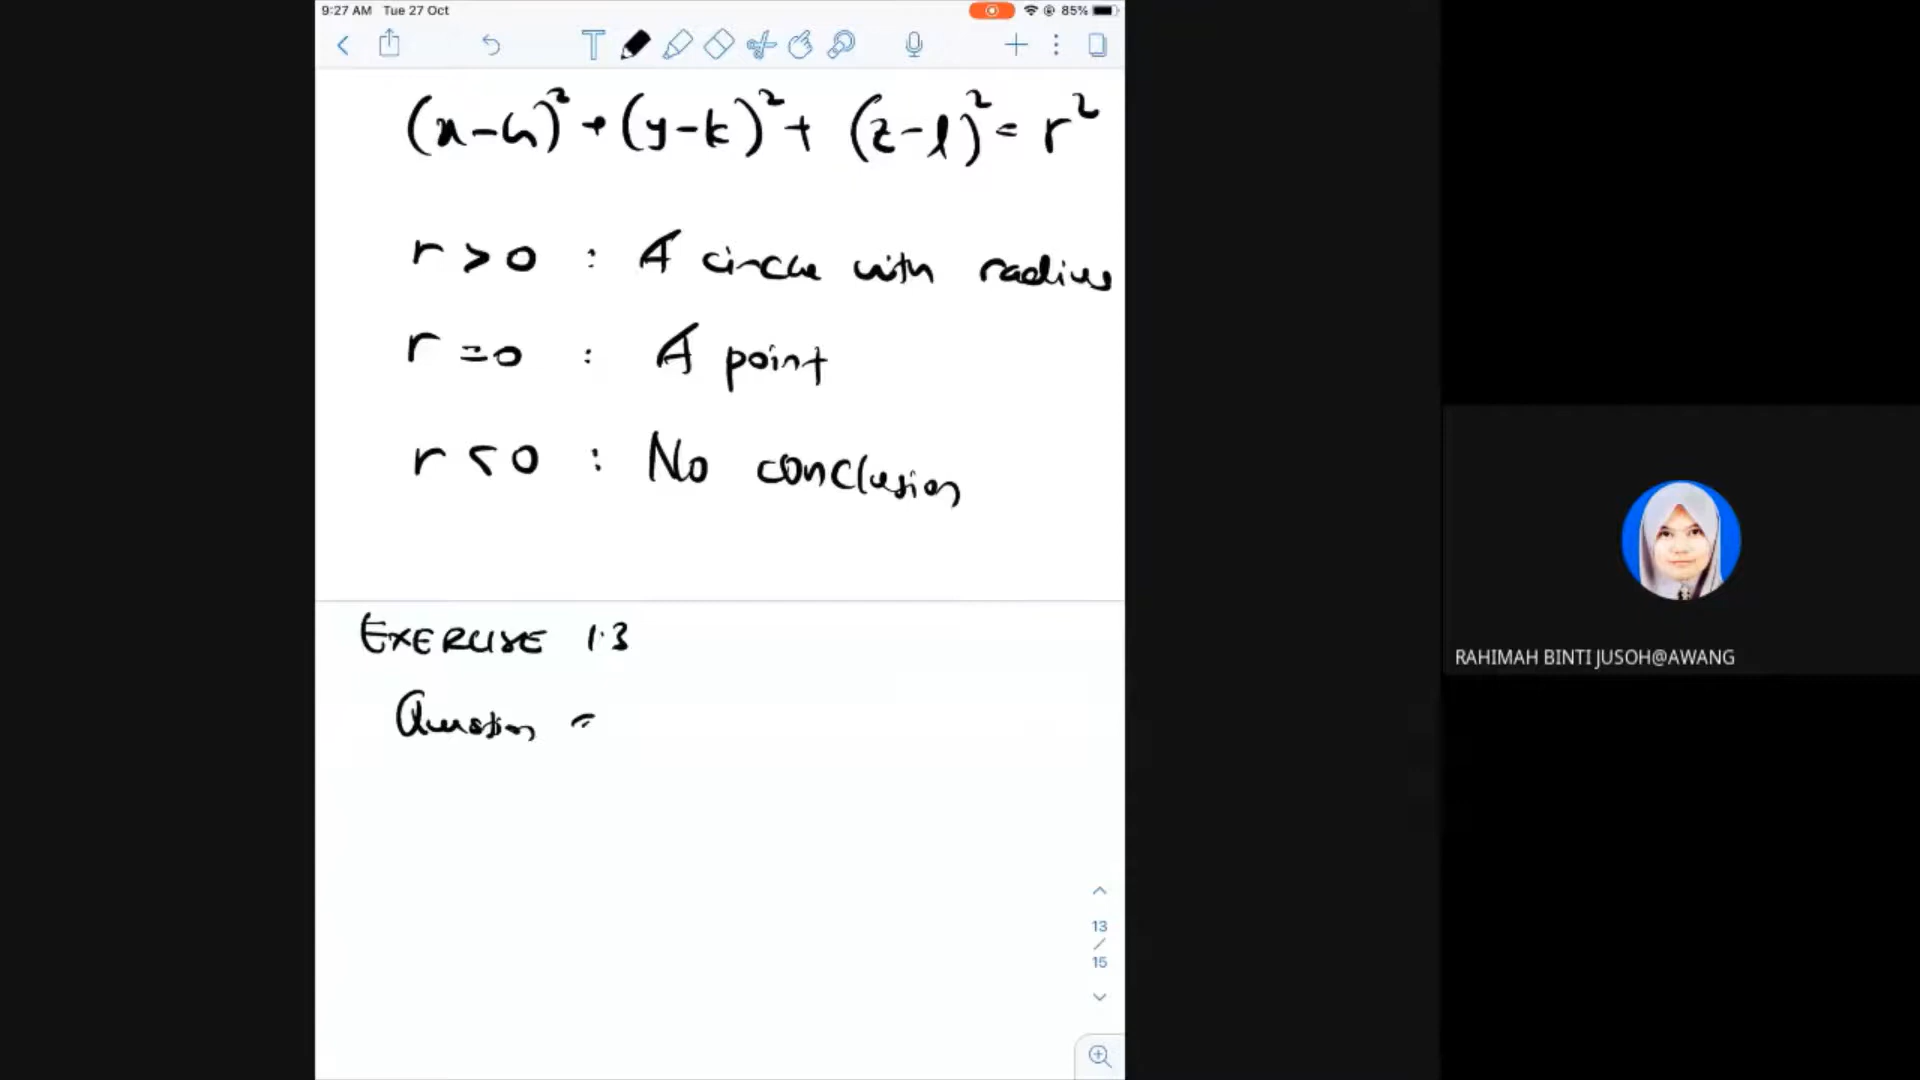 9:27 AM Tue 27 Oct 85%
T
(x-h)² + (y-k)² + (z-l)² = r²
r > 0 : A circle with radius
r = 0 : A point
r < 0 : No conclusion
EXERCISE 1.3
Question
13
/
15
RAHIMAH BINTI JUSOH@AWANG